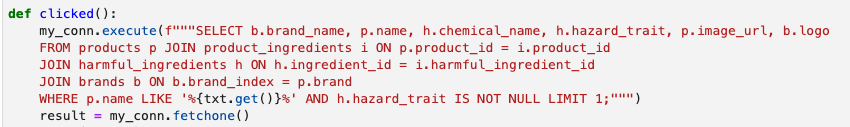 def clicked():
    my_conn.execute(f"""SELECT b.brand_name, p.name, h.chemical_name, h.hazard_trait, p.image_url, b.logo
    FROM products p JOIN product_ingredients i ON p.product_id = i.product_id
    JOIN harmful_ingredients h ON h.ingredient_id = i.harmful_ingredient_id
    JOIN brands b ON b.brand_index = p.brand
    WHERE p.name LIKE '%{txt.get()}%' AND h.hazard_trait IS NOT NULL LIMIT 1;""")
    result = my_conn.fetchone()